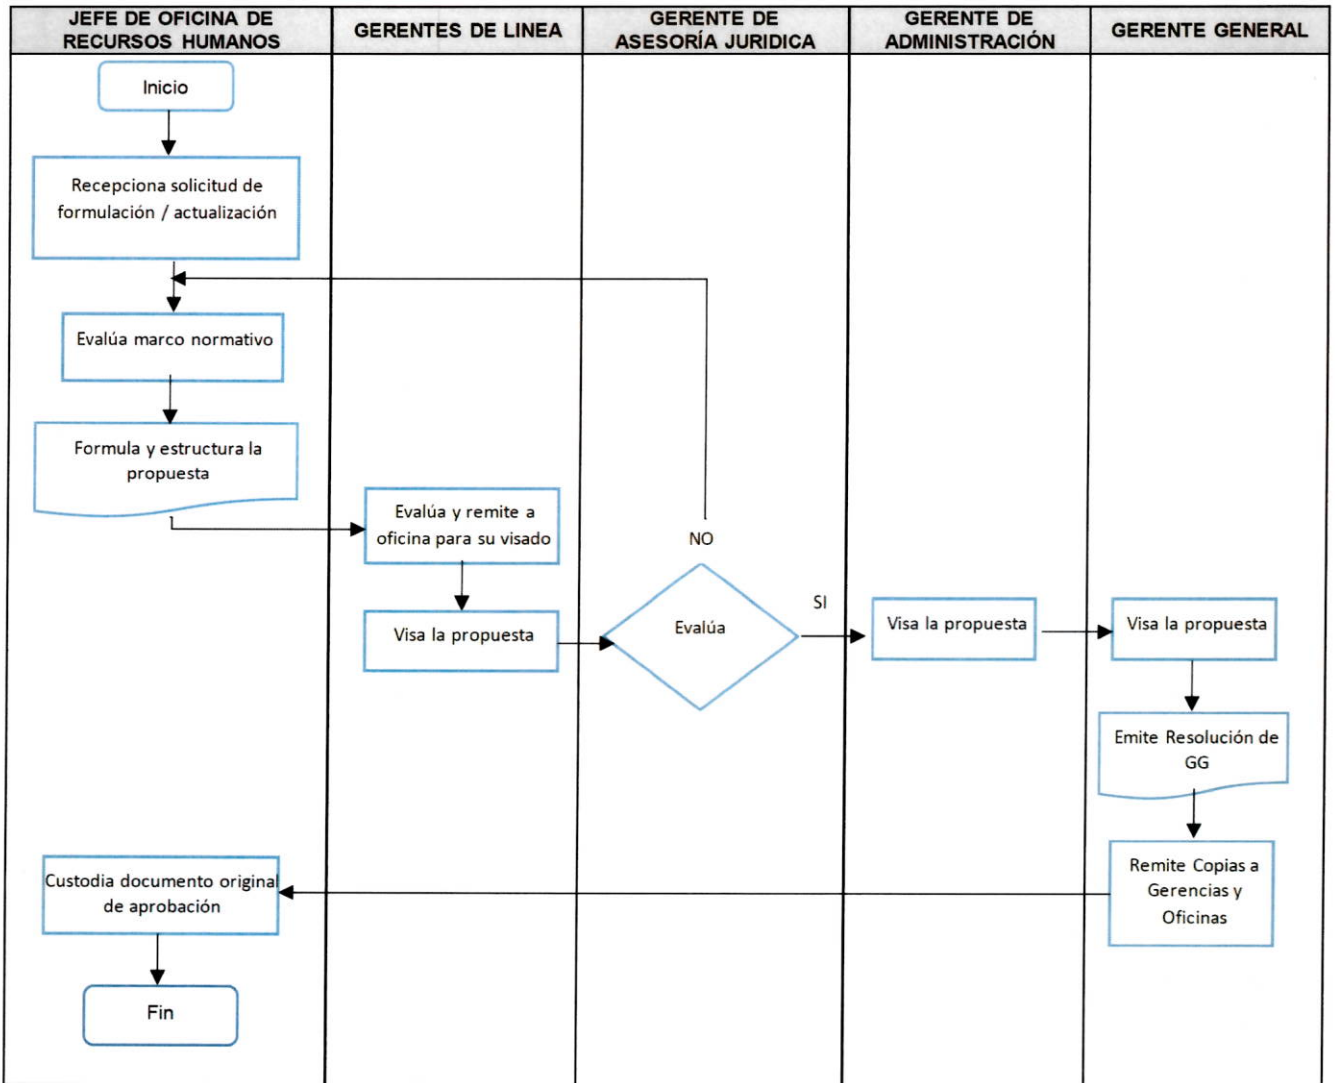 JEFE DE OFICINA DE
RECURSOS HUMANOS
GERENTES DE LINEA
GERENTE DE
ASESORÍA JURIDICA
GERENTE DE
ADMINISTRACIÓN
GERENTE GENERAL
Inicio
Recepciona solicitud de
formulación / actualización
Evalúa marco normativo
Formula y estructura la
propuesta
Evalúa y remite a
oficina para su visado
Visa la propuesta
NO
Evalúa
SI
Visa la propuesta
Visa la propuesta
Emite Resolución de
GG
Remite Copias a
Gerencias y
Oficinas
Custodia documento original
de aprobación
Fin